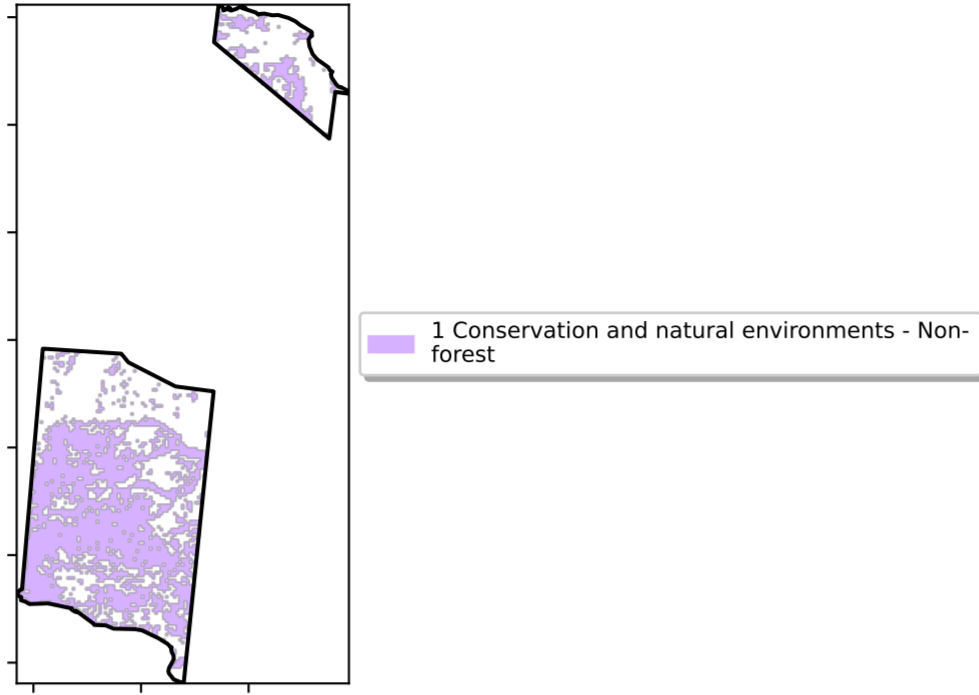 1 Conservation and natural environments - Non-
forest